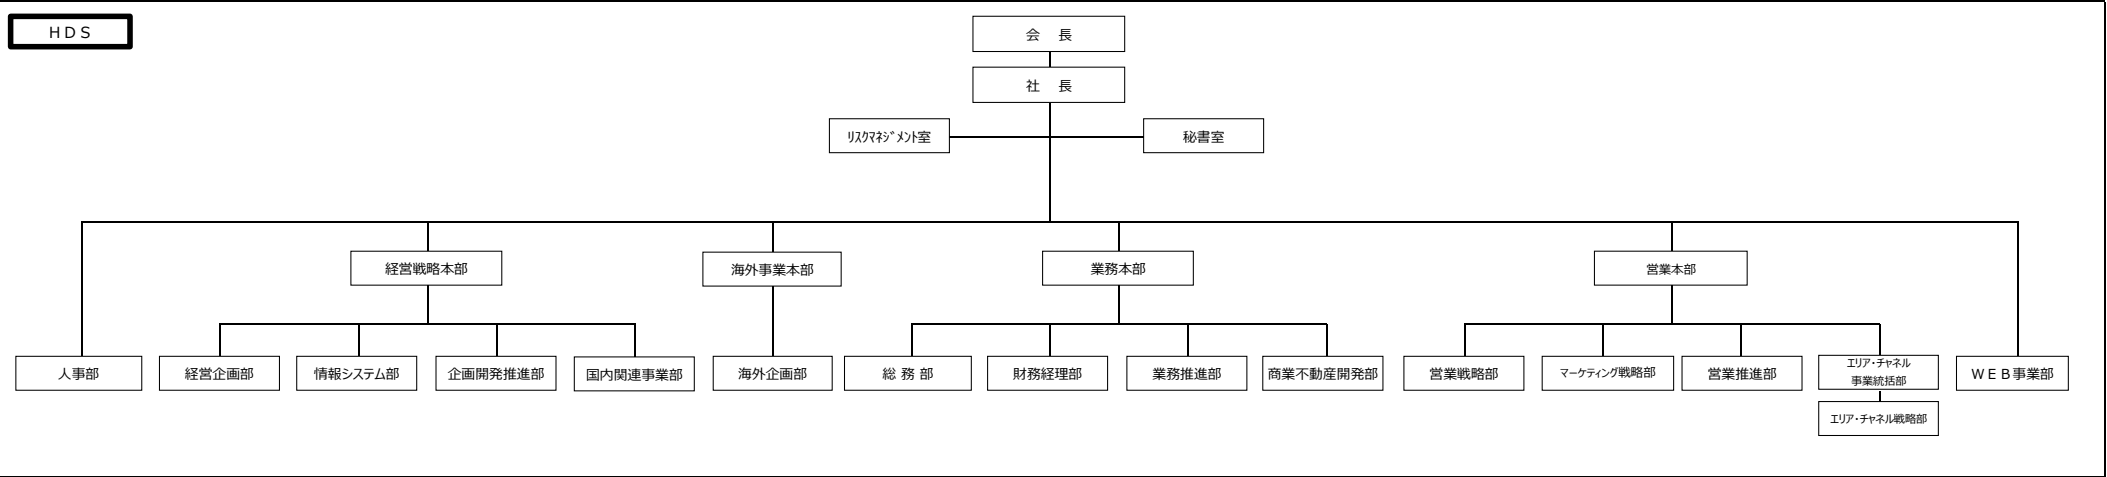 ＨＤＳ
会　長
社　長
ﾘｽｸﾏﾈｼﾞﾒﾝﾄ室
秘書室
経営戦略本部
海外事業本部
業務本部
営業本部
人事部
経営企画部
情報システム部
企画開発推進部
国内関連事業部
海外企画部
総 務 部
財務経理部
業務推進部
商業不動産開発部
営業戦略部
マーケティング戦略部
営業推進部
エリア・チャネル
事業統括部
ＷＥＢ事業部
エリア・チャネル戦略部